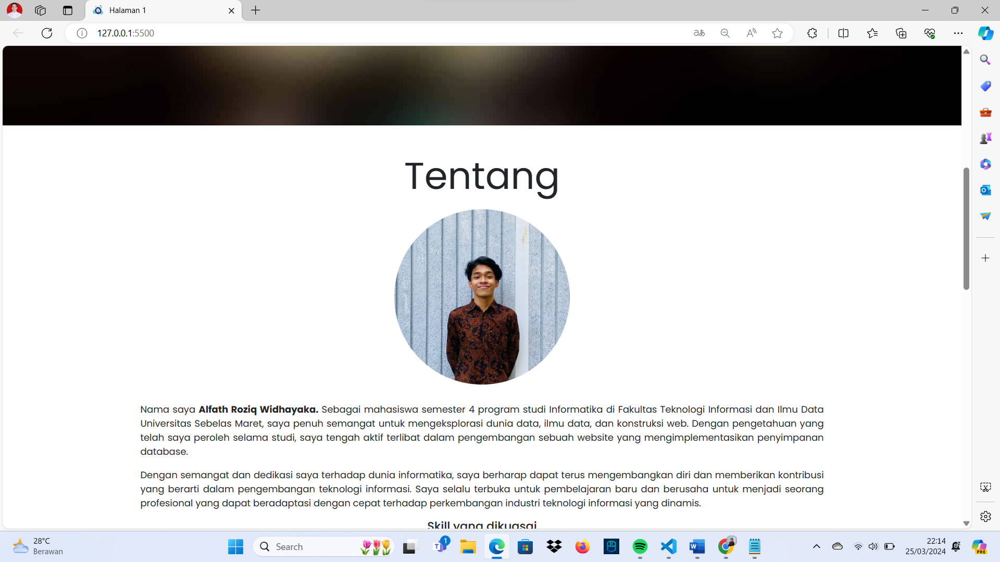 Halaman 1
127.0.0.1:5500
Tentang
Nama saya Alfath Roziq Widhayaka. Sebagai mahasiswa semester 4 program studi Informatika di Fakultas Teknologi Informasi dan Ilmu Data
Universitas Sebelas Maret, saya penuh semangat untuk mengeksplorasi dunia data, ilmu data, dan konstruksi web. Dengan pengetahuan yang
telah saya peroleh selama studi, saya tengah aktif terlibat dalam pengembangan sebuah website yang mengimplementasikan penyimpanan
database.
Dengan semangat dan dedikasi saya terhadap dunia informatika, saya berharap dapat terus mengembangkan diri dan memberikan kontribusi
yang berarti dalam pengembangan teknologi informasi. Saya selalu terbuka untuk pembelajaran baru dan berusaha untuk menjadi seorang
profesional yang dapat beradaptasi dengan cepat terhadap perkembangan industri teknologi informasi yang dinamis.
Skill yang dikuasai
28°C
Berawan
Search
1
22:14
25/03/2024
PRE